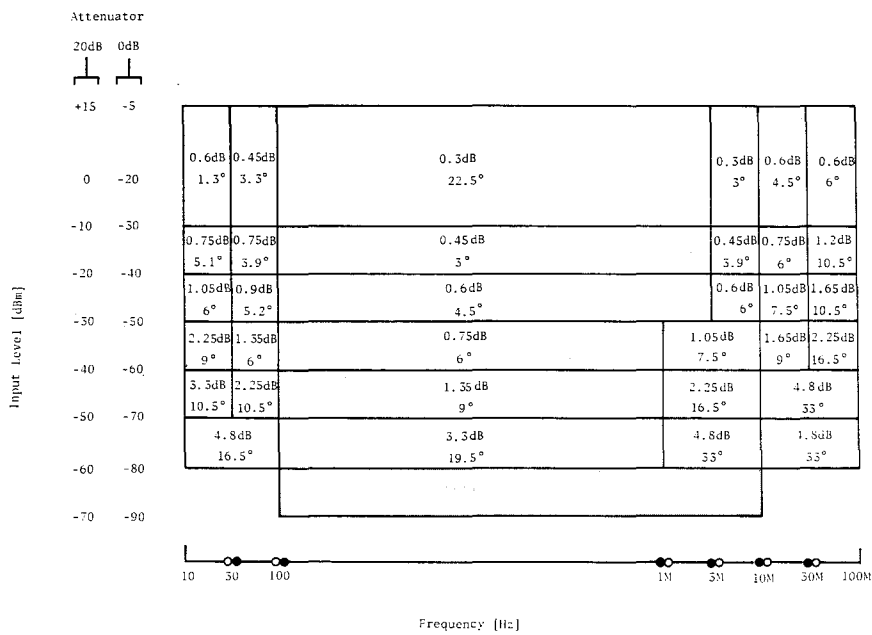 Attenuator
20dB 0dB
+15 -5
0.6dB 0.45dB 0.3dB 0.3dB 0.6dB 0.6dB
0 -20 1.3° 3.3° 22.5° 3° 4.5° 6°
-10 -30
0.75dB 0.75dB 0.45dB 0.45dB 0.75dB 1.2dB
5.1° 3.9° 3° 3.9° 6° 10.5°
-20 -40
1.05dB 0.9dB 0.6dB 0.6dB 1.05dB 1.65dB
6° 5.2° 4.5° 6° 7.5° 10.5°
-30 -50
2.25dB 1.35dB 0.75dB 1.05dB 1.65dB 2.25dB
9° 6° 6° 7.5° 9° 16.5°
-40 -60
3.3dB 2.25dB 1.35dB 2.25dB 4.8dB
10.5° 10.5° 9° 16.5° 33°
-50 -70
4.8dB 3.3dB 4.8dB 4.8dB
16.5° 19.5° 33° 33°
-60 -80
-70 -90
Input Level [dBm]
10 30 100 1M 3M 10M 30M 100M
Frequency [Hz]